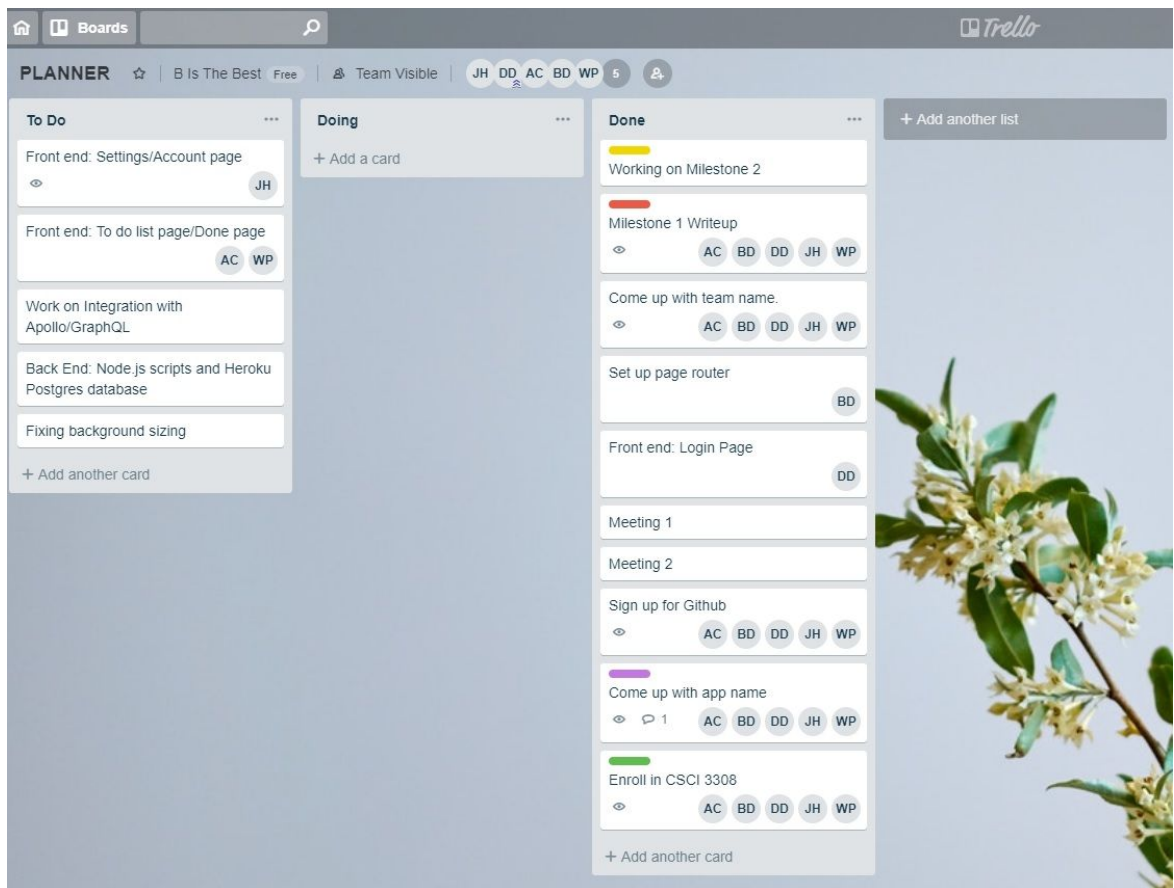 Boards
Trello
PLANNER B Is The Best Free Team Visible JH DD AC BD WP 5
To Do
Front end: Settings/Account page
JH
Front end: To do list page/Done page
AC WP
Work on Integration with
Apollo/GraphQL
Back End: Node.js scripts and Heroku
Postgres database
Fixing background sizing
+ Add another card
Doing
+ Add a card
Done
Working on Milestone 2
Milestone 1 Writeup
AC BD DD JH WP
Come up with team name.
AC BD DD JH WP
Set up page router
BD
Front end: Login Page
DD
Meeting 1
Meeting 2
Sign up for Github
AC BD DD JH WP
Come up with app name
1 AC BD DD JH WP
Enroll in CSCI 3308
AC BD DD JH WP
+ Add another card
+ Add another list